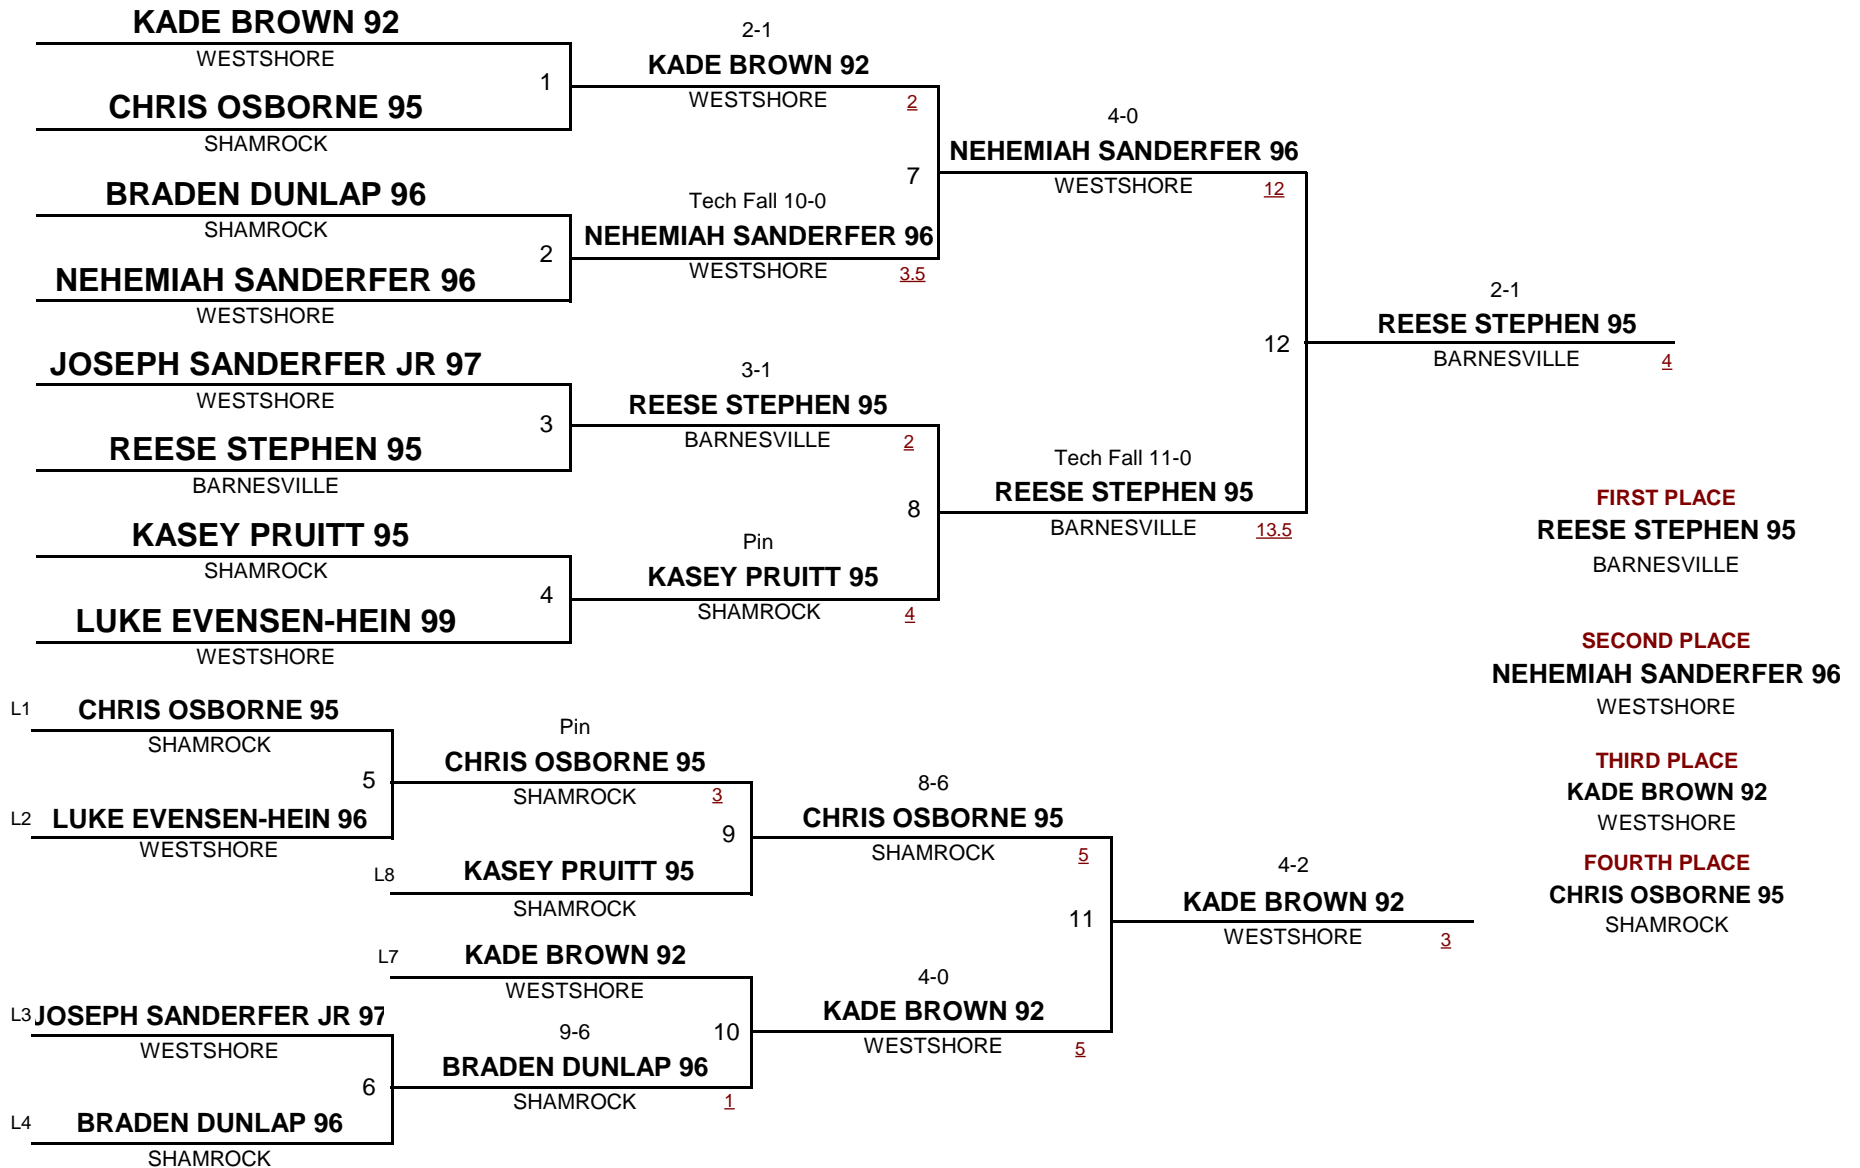 KADE BROWN 92
WESTSHORE
1
CHRIS OSBORNE 95
SHAMROCK
BRADEN DUNLAP 96
SHAMROCK
2
NEHEMIAH SANDERFER 96
WESTSHORE
JOSEPH SANDERFER JR 97
WESTSHORE
3
REESE STEPHEN 95
BARNESVILLE
KASEY PRUITT 95
SHAMROCK
4
LUKE EVENSEN-HEIN 99
WESTSHORE
2-1
KADE BROWN 92
WESTSHORE 2
7
Tech Fall 10-0
NEHEMIAH SANDERFER 96
WESTSHORE 3.5
3-1
REESE STEPHEN 95
BARNESVILLE 2
8
Pin
KASEY PRUITT 95
SHAMROCK 4
4-0
NEHEMIAH SANDERFER 96
WESTSHORE 12
12
Tech Fall 11-0
REESE STEPHEN 95
BARNESVILLE 13.5
2-1
REESE STEPHEN 95
BARNESVILLE 4
FIRST PLACE
REESE STEPHEN 95
BARNESVILLE
SECOND PLACE
NEHEMIAH SANDERFER 96
WESTSHORE
THIRD PLACE
KADE BROWN 92
WESTSHORE
FOURTH PLACE
CHRIS OSBORNE 95
SHAMROCK
L1 CHRIS OSBORNE 95
SHAMROCK
5
L2 LUKE EVENSEN-HEIN 96
WESTSHORE
Pin
CHRIS OSBORNE 95
SHAMROCK 3
9
L8 KASEY PRUITT 95
SHAMROCK
L7 KADE BROWN 92
WESTSHORE
10
L3 JOSEPH SANDERFER JR 97
WESTSHORE
6
L4 BRADEN DUNLAP 96
SHAMROCK
9-6
BRADEN DUNLAP 96
SHAMROCK 1
8-6
CHRIS OSBORNE 95
SHAMROCK 5
11
4-0
KADE BROWN 92
WESTSHORE 5
4-2
KADE BROWN 92
WESTSHORE 3